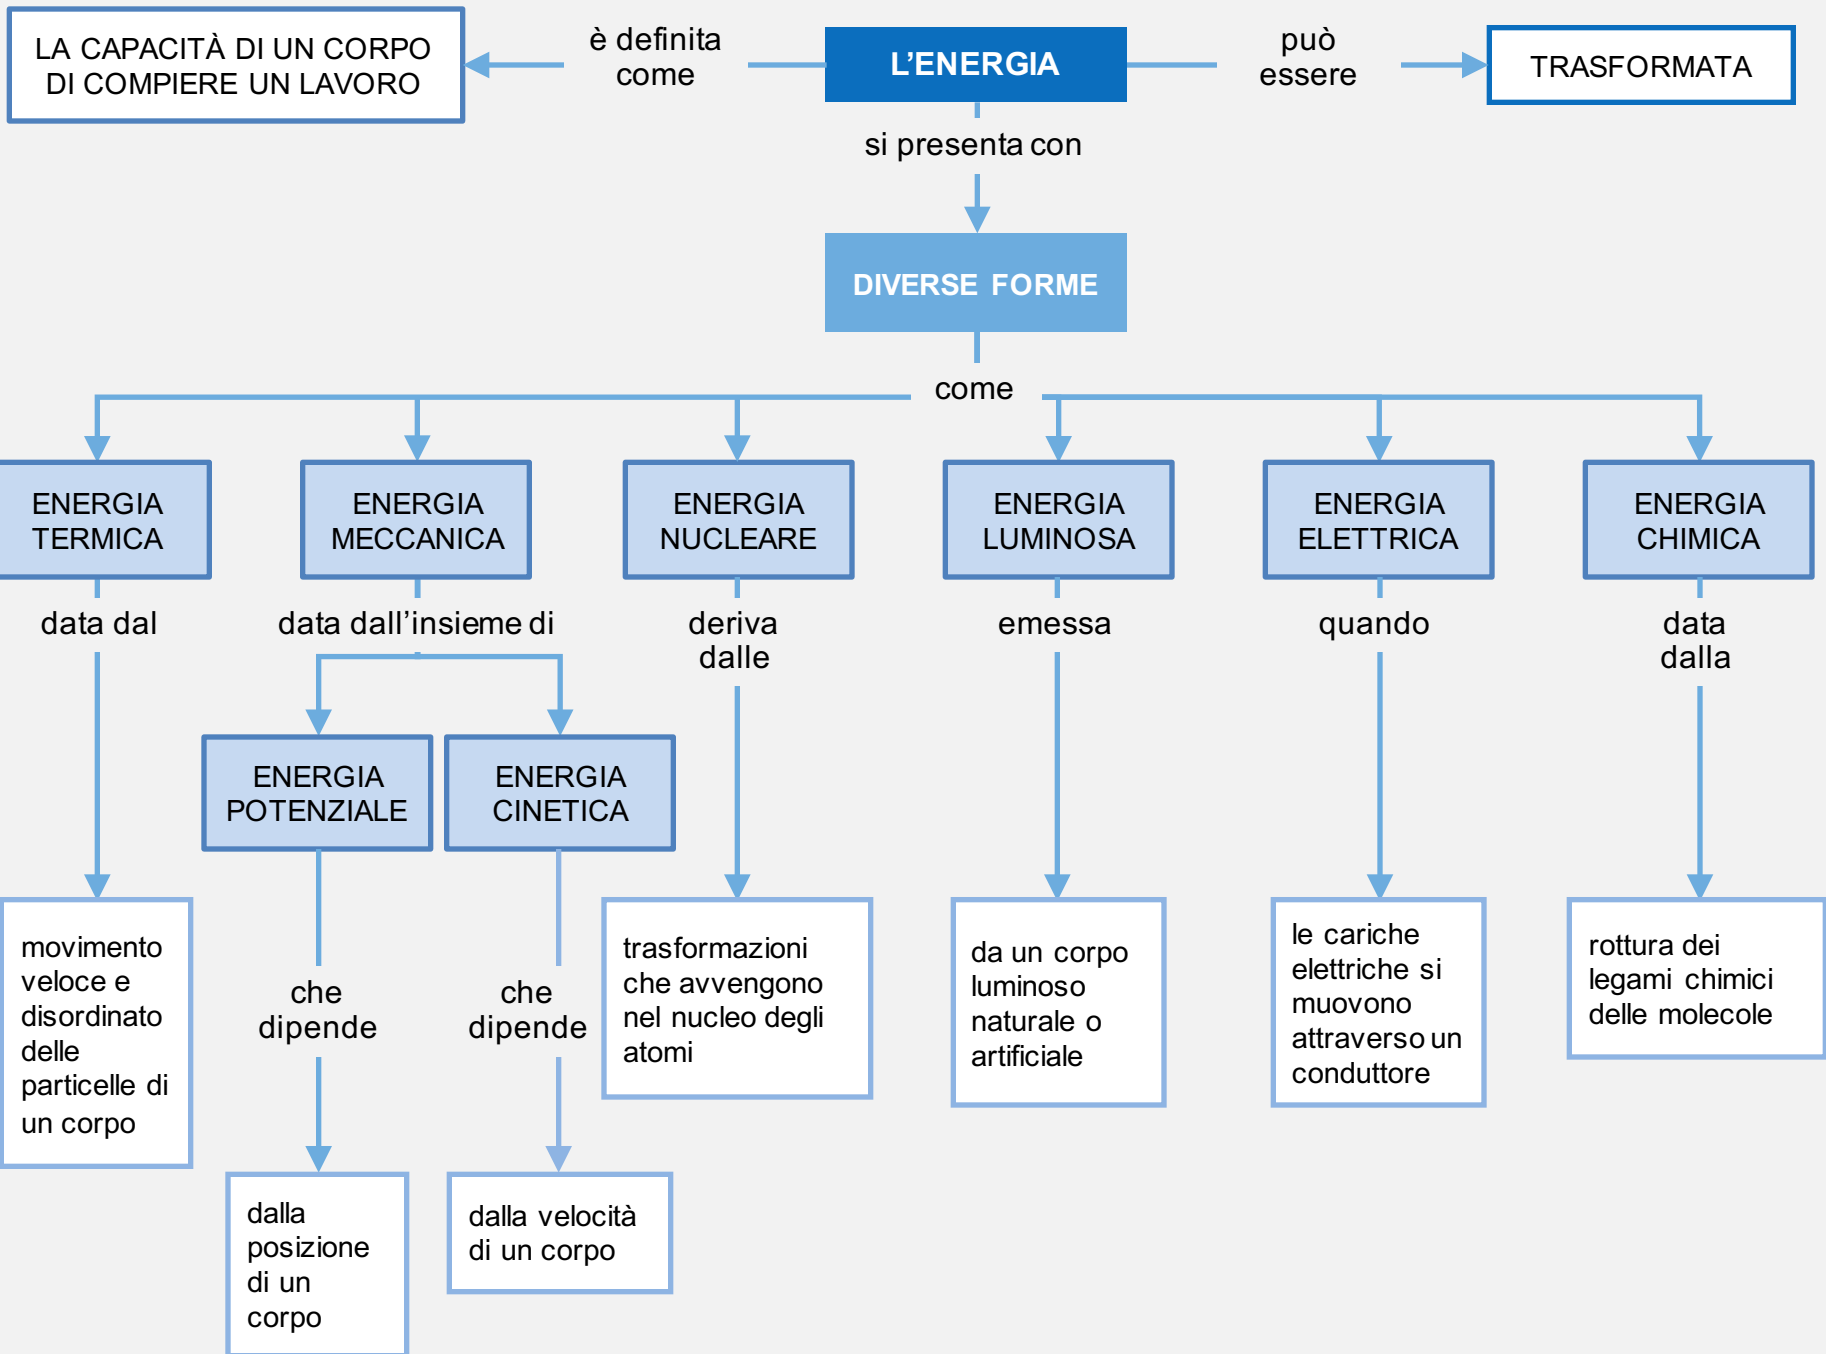 LA CAPACITÀ DI UN CORPO
DI COMPIERE UN LAVORO
è definita
come
L'ENERGIA
può
essere
TRASFORMATA
si presenta con
DIVERSE FORME
come
ENERGIA
TERMICA
ENERGIA
MECCANICA
ENERGIA
NUCLEARE
ENERGIA
LUMINOSA
ENERGIA
ELETTRICA
ENERGIA
CHIMICA
data dal
data dall'insieme di
deriva
dalle
emessa
quando
data
dalla
ENERGIA
POTENZIALE
ENERGIA
CINETICA
movimento
veloce e
disordinato
delle
particelle di
un corpo
che
dipende
che
dipende
trasformazioni
che avvengono
nel nucleo degli
atomi
da un corpo
luminoso
naturale o
artificiale
le cariche
elettriche si
muovono
attraverso un
conduttore
rottura dei
legami chimici
delle molecole
dalla
posizione
di un
corpo
dalla velocità
di un corpo